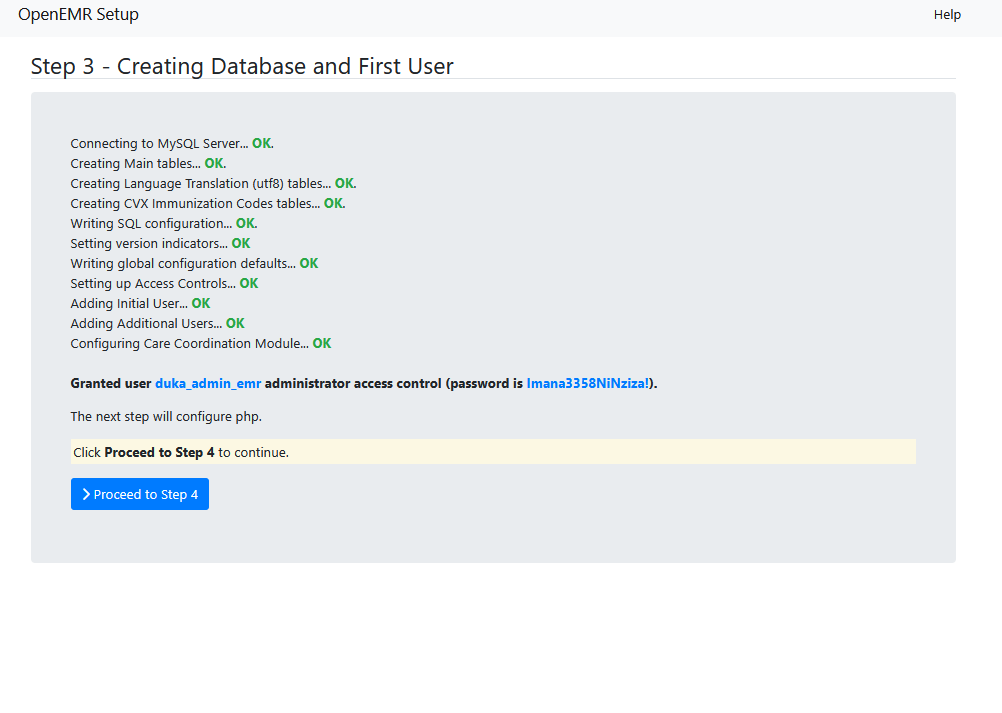 OpenEMR Setup
Help
Step 3 - Creating Database and First User
Connecting to MySQL Server... OK.
Creating Main tables... OK.
Creating Language Translation (utf8) tables... OK.
Creating CVX Immunization Codes tables... OK.
Writing SQL configuration... OK.
Setting version indicators... OK
Writing global configuration defaults... OK
Setting up Access Controls... OK
Adding Initial User... OK
Adding Additional Users... OK
Configuring Care Coordination Module... OK
Granted user duka_admin_emr administrator access control (password is Imana3358NiNziza!).
The next step will configure php.
Click Proceed to Step 4 to continue.
Proceed to Step 4